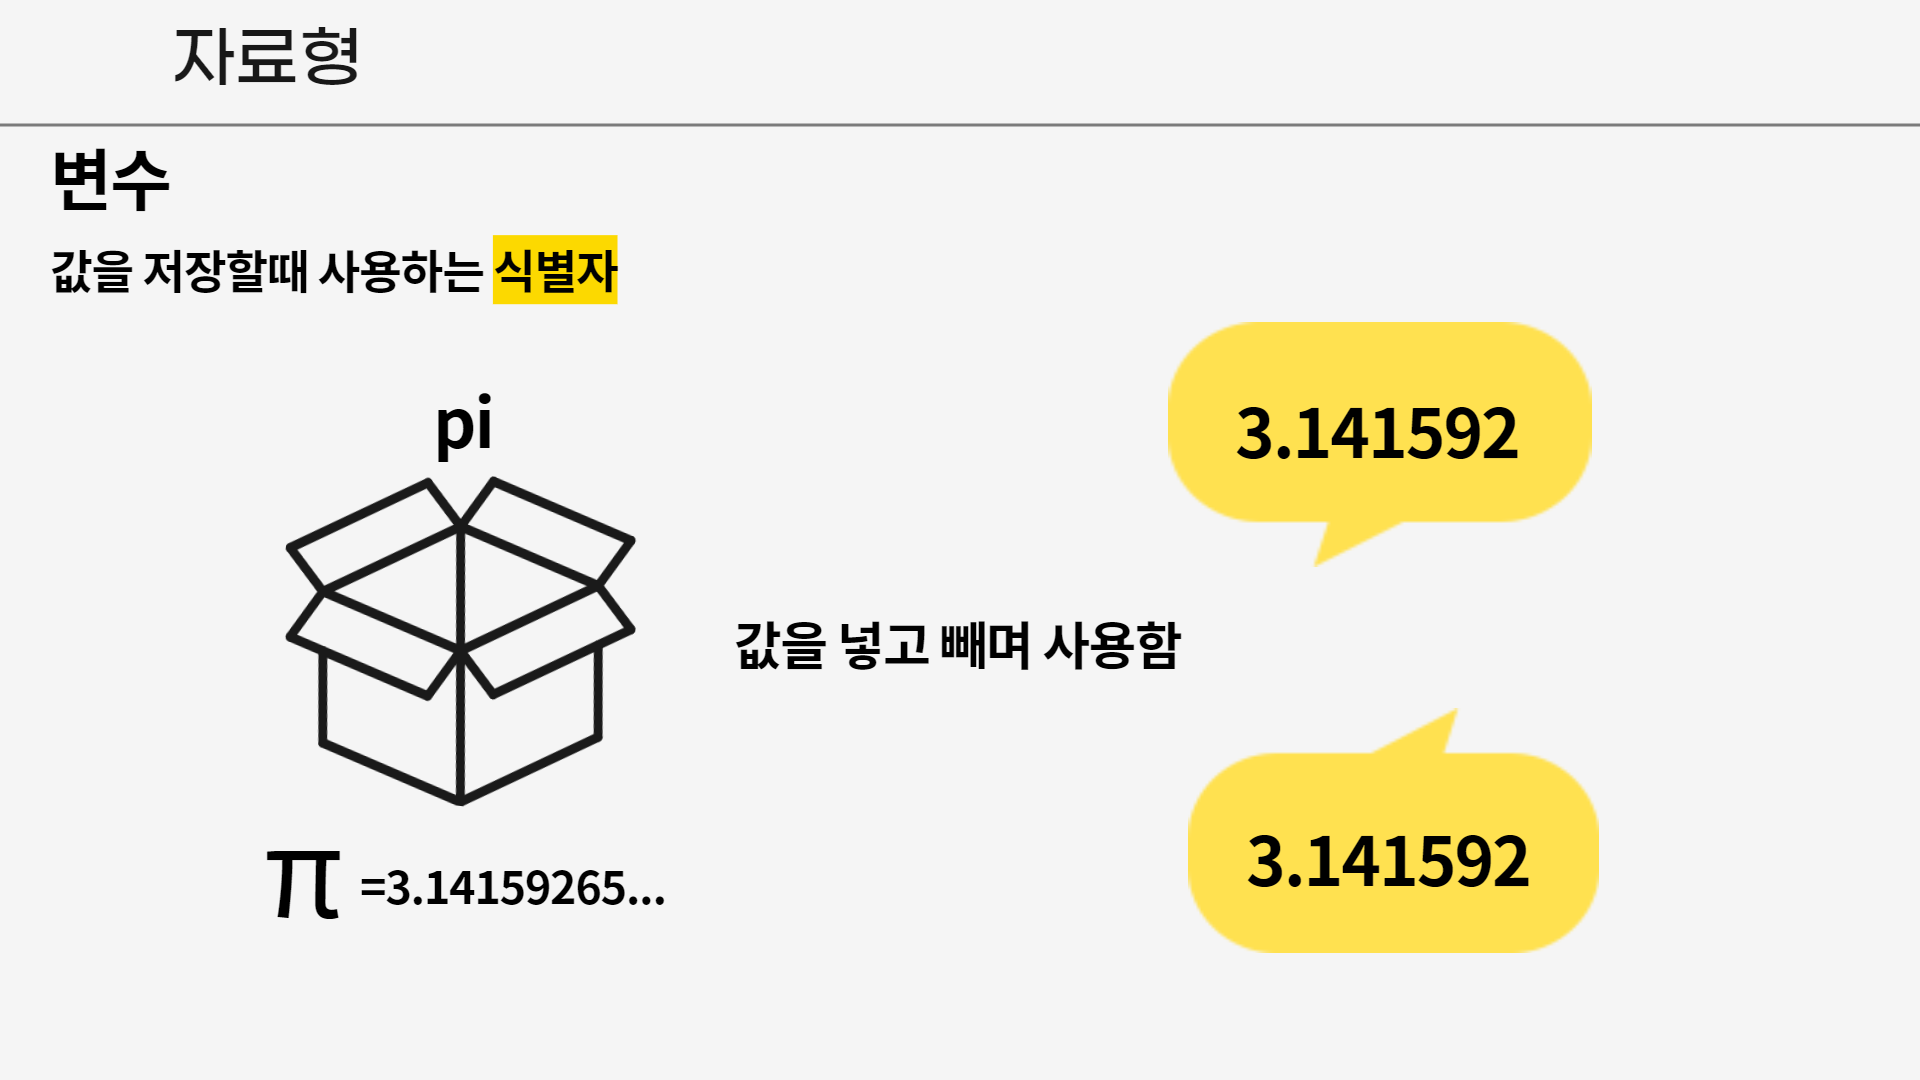 자료형
변수
값을 저장할때 사용하는 식별자
pi
3.141592
값을 넣고 빼며 사용함
3.141592
π =3.14159265...